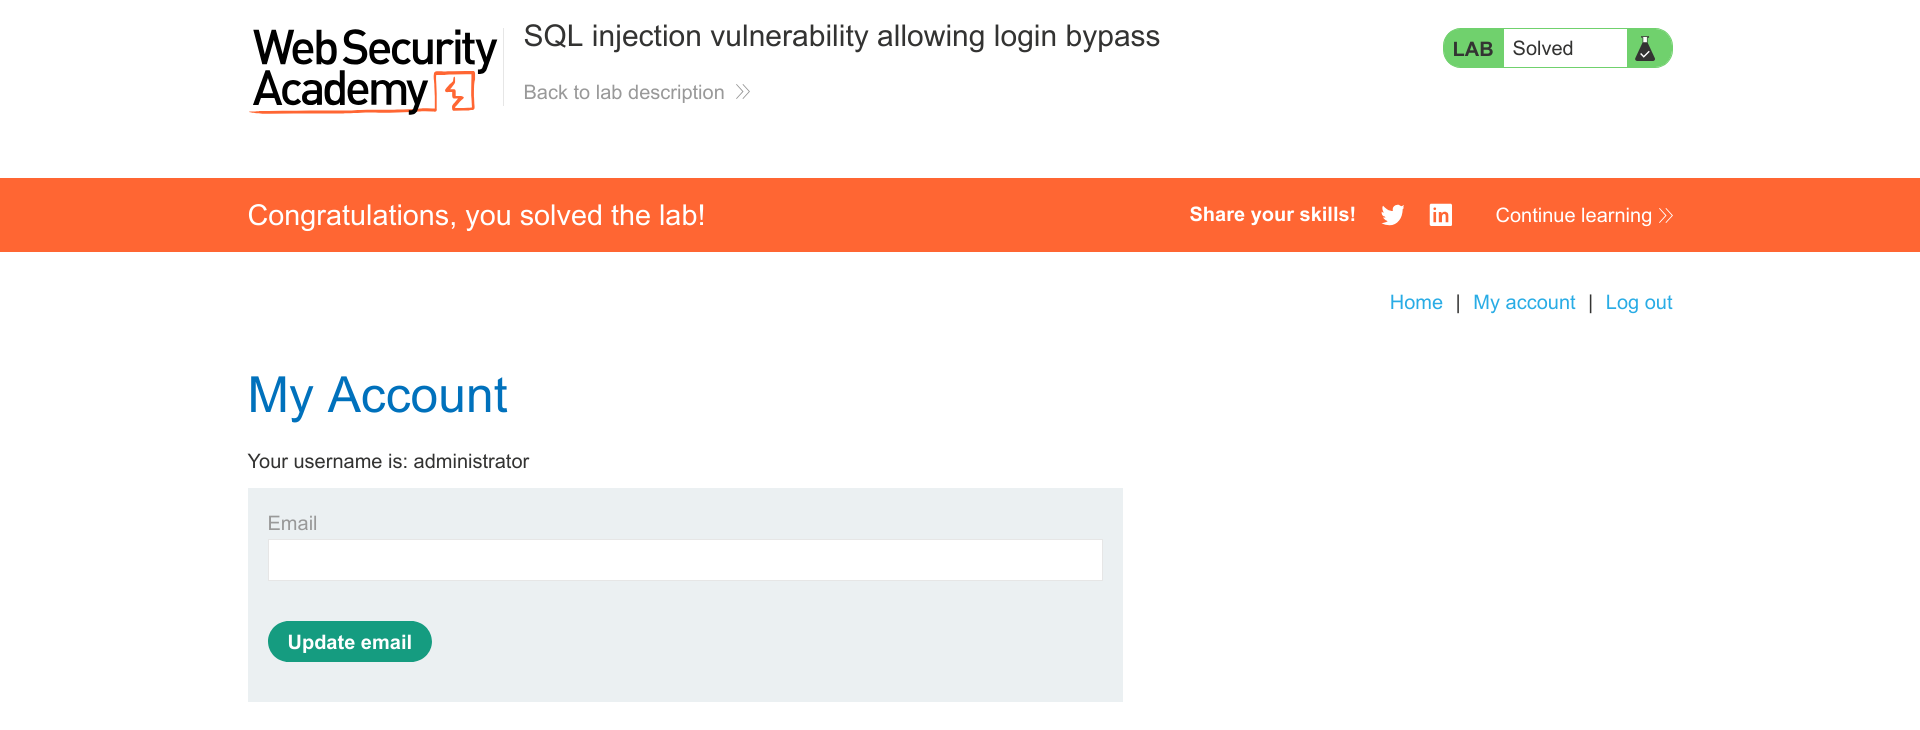 Web Security
Academy
SQL injection vulnerability allowing login bypass
Back to lab description
LAB Solved
Congratulations, you solved the lab!
Share your skills!
Continue learning
Home | My account | Log out
My Account
Your username is: administrator
Email
Update email